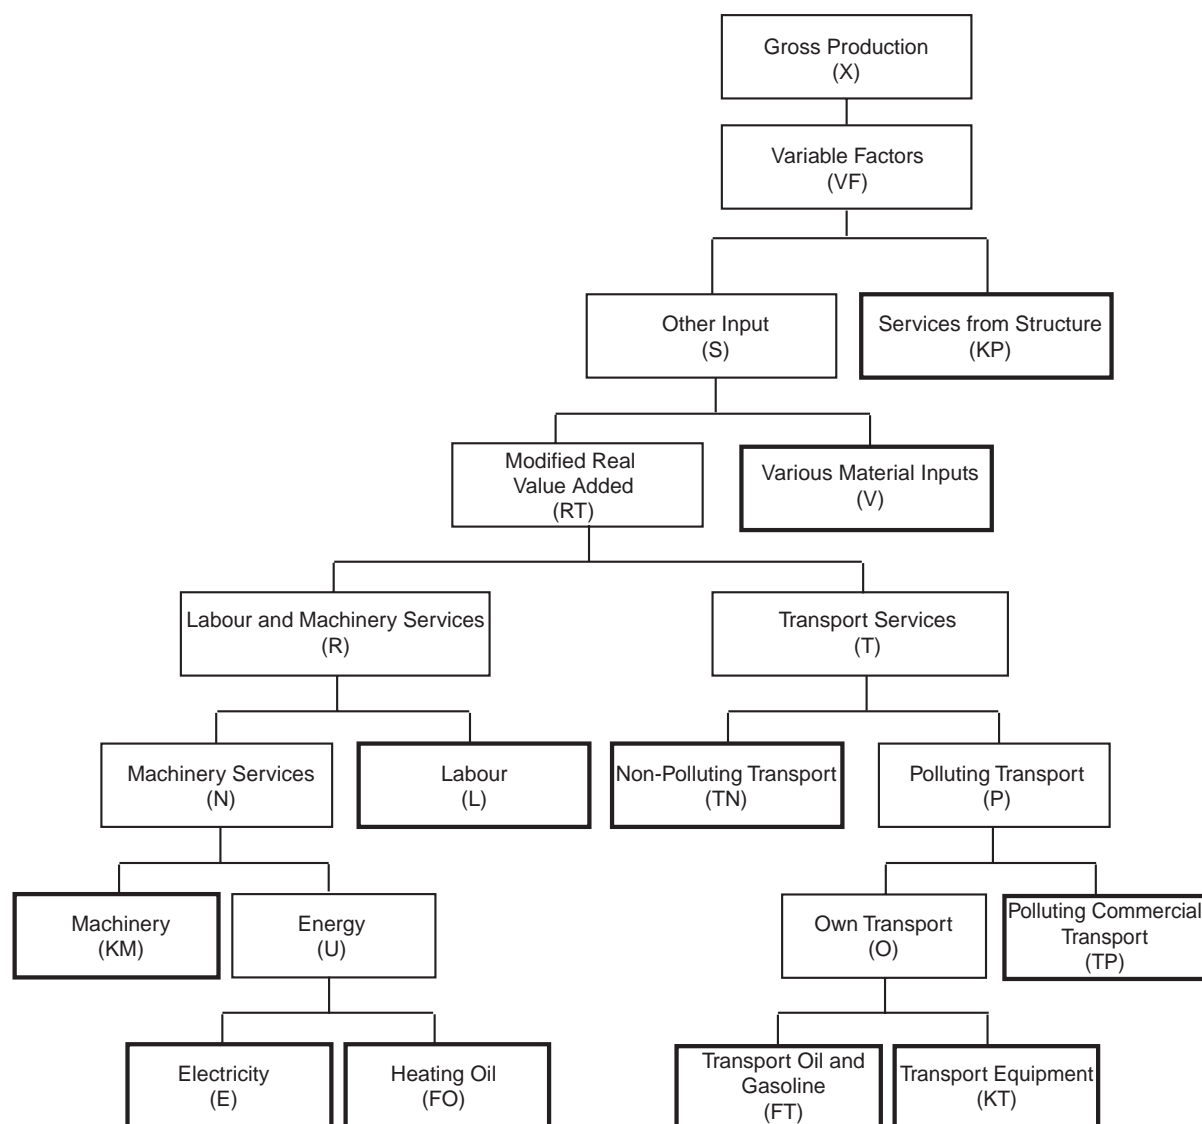 Gross Production
(X)
Variable Factors
(VF)
Other Input
(S)
Services from Structure
(KP)
Modified Real
Value Added
(RT)
Various Material Inputs
(V)
Labour and Machinery Services
(R)
Transport Services
(T)
Machinery Services
(N)
Labour
(L)
Non-Polluting Transport
(TN)
Polluting Transport
(P)
Machinery
(KM)
Energy
(U)
Own Transport
(O)
Polluting Commercial
Transport
(TP)
Electricity
(E)
Heating Oil
(FO)
Transport Oil and
Gasoline
(FT)
Transport Equipment
(KT)